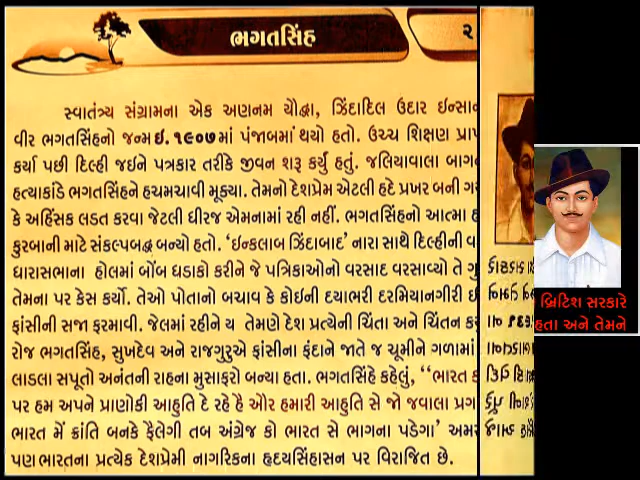 ભગતસિંહ
૨
સ્વાતંત્ર્ય સંગ્રામના એક અણનમ યૌદ્ધા, ઝિંદાદિલ ઉદાર ઈન્સાન
વીર ભગતસિંહનો જન્મ ઇ. ૧૯૦૭માં પંજાબમાં થયો હતો. ઉચ્ચ શિક્ષણ પ્રાપ
કર્યા પછી દિલ્હી જઇને પત્રકાર તરીકે જીવન શરૂ કર્યું હતું. જલિયાવાલા બાગ
હત્યાકાંડે ભગતસિંહને હચમચાવી મૂક્યા. તેમનો દેશપ્રેમ એટલી હદે પ્રખર બની ગ
કે અહિંસક લડત કરવા જેટલી ધીરજ એમનામાં રહી નહીં. ભગતસિંહનો આત્મા
કુરબાની માટે સંકલ્પબદ્ધ બન્યો હતો. ‘ઇન્કલાબ ઝિંદાબાદ’ નારા સાથે દિલ્હીની
ધારાસભાના હોલમાં બોંબ ધડાકો કરીને જે પત્રિકાઓનો વરસાદ વરસાવ્યો તે
તેમના પર કેસ કર્યો. તેઓ પોતાનો બચાવ કે કોઈની દયાભરી દરમિયાનગીરી
ફાંસીની સજા ફરમાવી. જેલમાં રહીને ય તેમણે દેશ પ્રત્યેની ચિંતા અને ચિંતન
રોજ ભગતસિંહ, સુખદેવ અને રાજગુરુએ ફાંસીના ફંદાને જાતે જ ચૂમીને ગળામાં
લાડલા સપૂતો અનંતની રાહના મુસાફરો બન્યા હતા. ભગતસિંહે કહેલું, ‘‘ભારત
પર હમ અપને પ્રાણોકી આહુતિ દે રહે હૈ ઔર હમારી આહુતિ સે જો જવાલા પ્રગ
ભારત મેં ક્રાંતિ બનકે ફૈલેગી તબ અંગ્રેજ કો ભારત સે ભાગના પડેગા’ અમર
પણ ભારતના પ્રત્યેક દેશપ્રેમી નાગરિકના હૃદયસિંહાસન પર વિરાજિત છે.
બ્રિટિશ સરકારે
હતા અને તેમને